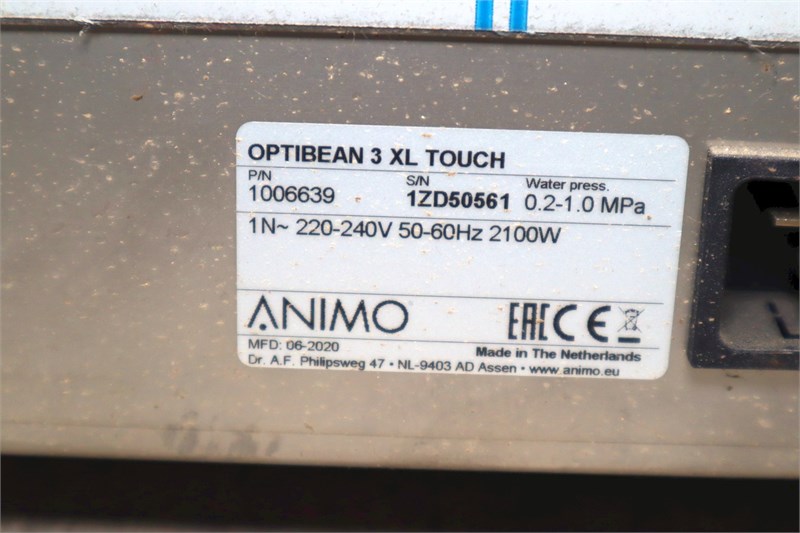 OPTIBEAN 3 XL TOUCH
P/N S/N Water press.
1006639 1ZD50561 0.2-1.0 MPa
1N~ 220-240V 50-60Hz 2100W
ANIMO EAC CE
MFD: 06-2020 Made in The Netherlands
Dr. A.F. Philipsweg 47 • NL-9403 AD Assen • www.animo.eu